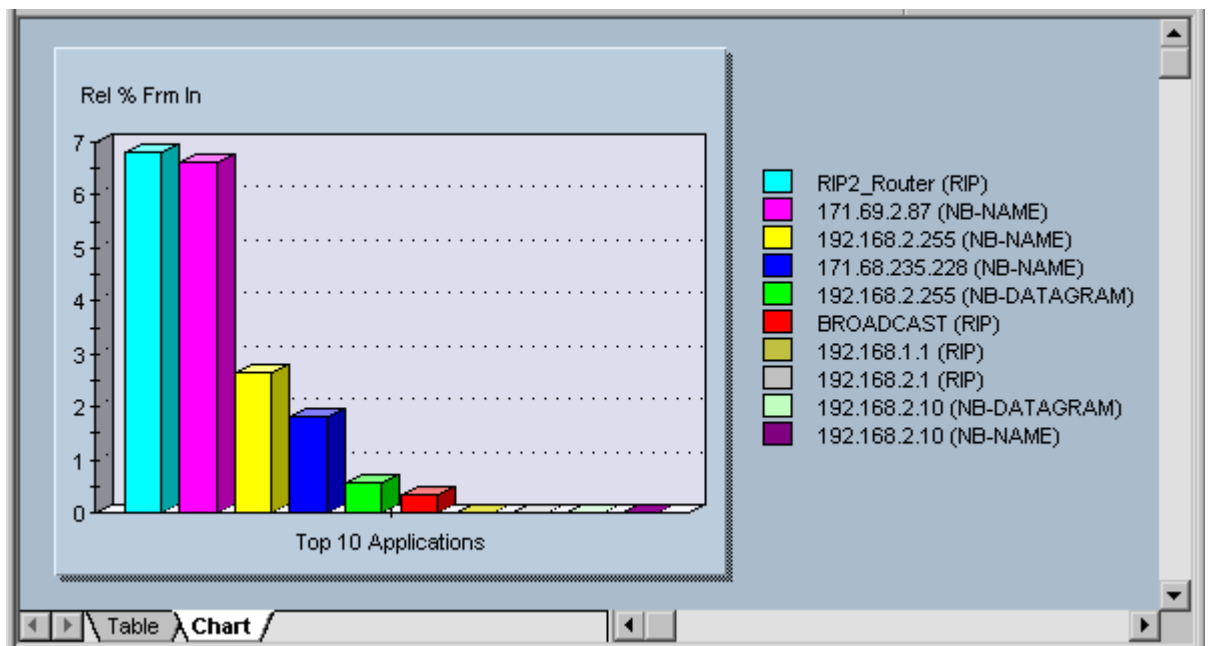 Rel % Frm In
7
6
5
4
3
2
1
0
Top 10 Applications
RIP2_Router (RIP)
171.69.2.87 (NB-NAME)
192.168.2.255 (NB-NAME)
171.68.235.228 (NB-NAME)
192.168.2.255 (NB-DATAGRAM)
BROADCAST (RIP)
192.168.1.1 (RIP)
192.168.2.1 (RIP)
192.168.2.10 (NB-DATAGRAM)
192.168.2.10 (NB-NAME)
Table Chart